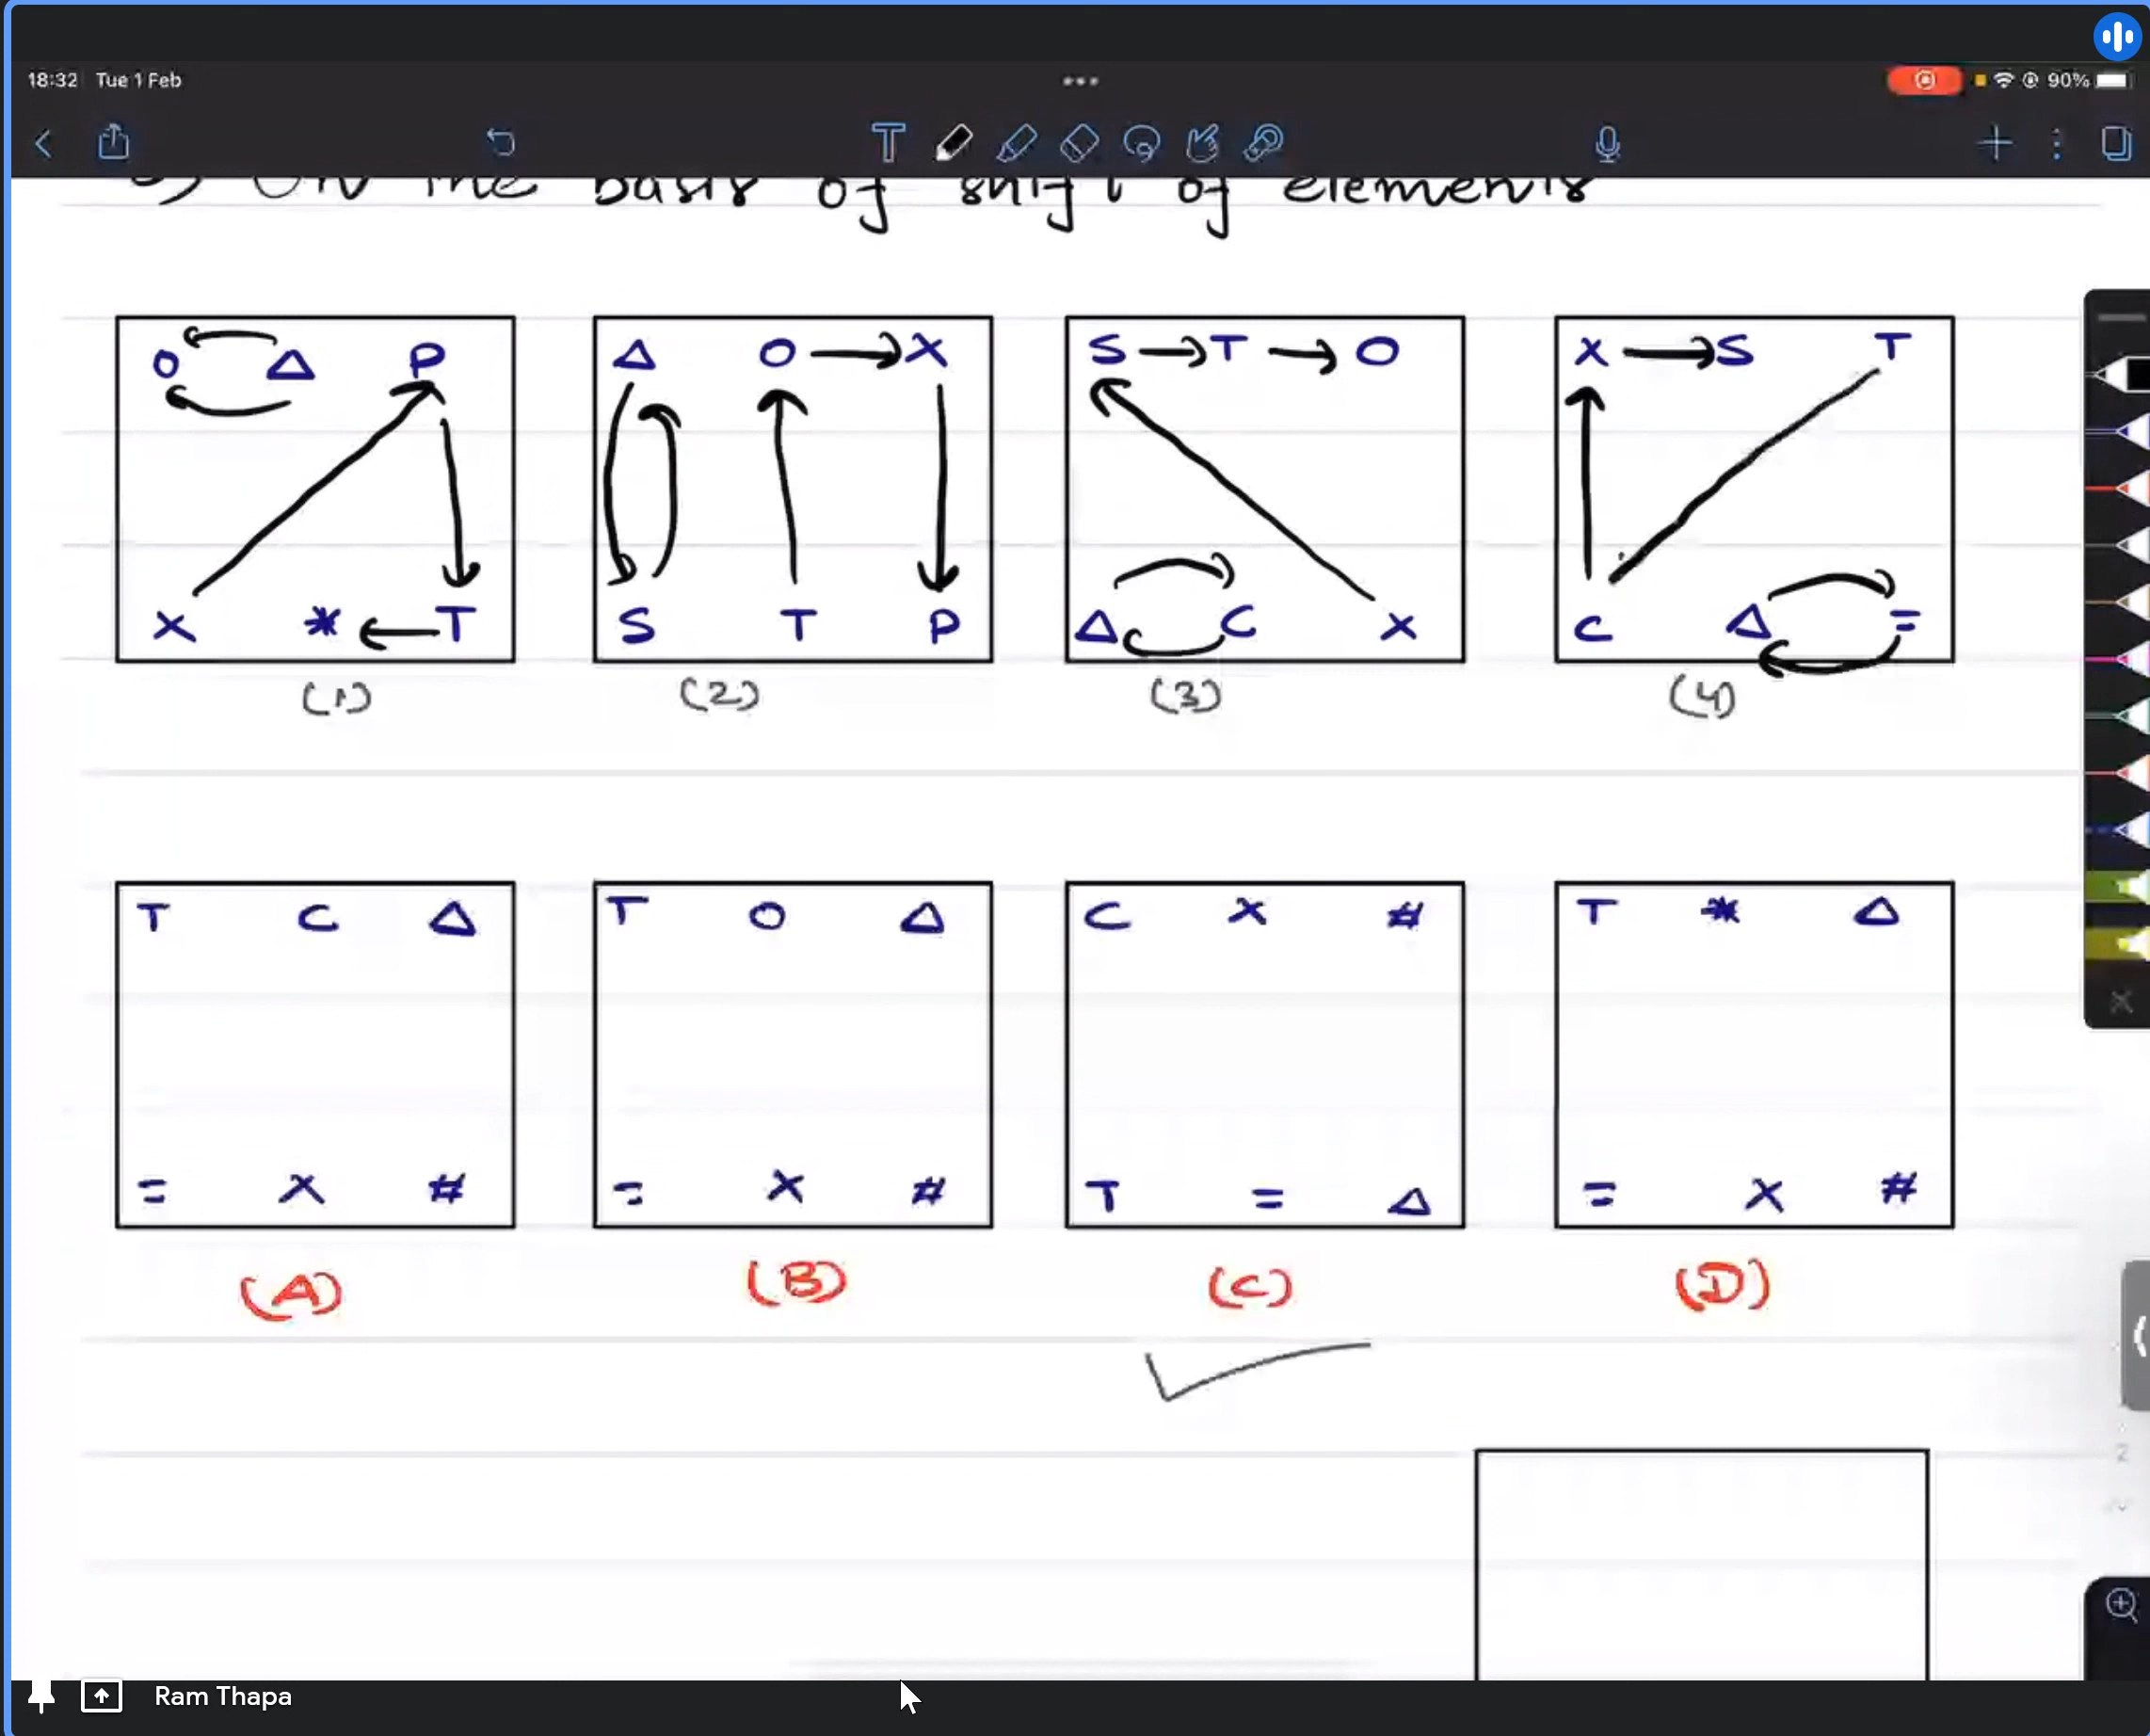 18:32 Tue 1 Feb
90%
On the basis of shift of elements
O Δ P
X * T
(1)
Δ O X
S T P
(2)
S T O
Δ C X
(3)
X S T
C Δ =
(4)
T C Δ
= X #
(A)
T O Δ
= X #
(B)
C X #
T = Δ
(C)
T * Δ
= X #
(D)
2
Ram Thapa